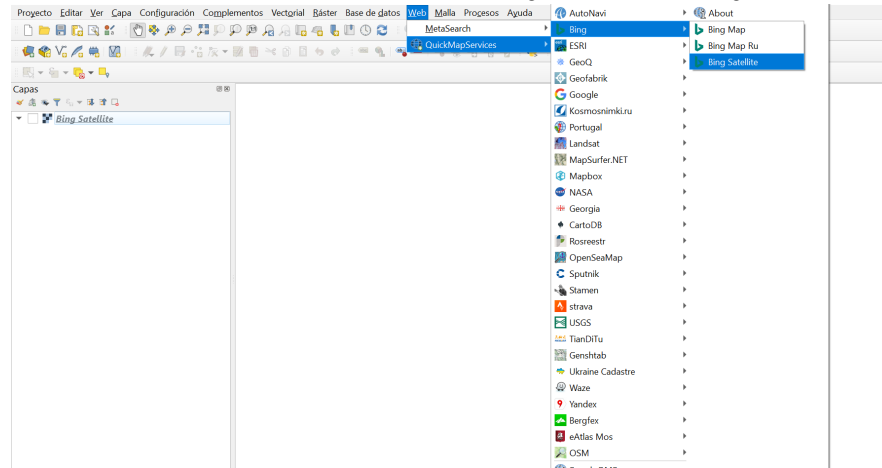 Proyecto Editar Ver Capa Configuración Complementos Vectorial Ráster Base de datos Web Malla Procesos Ayuda
MetaSearch
QuickMapServices
Capas
Bing Satellite
AutoNavi
Bing
ESRI
GeoQ
Geofabrik
Google
Kosmosnimki.ru
Portugal
Landsat
MapSurfer.NET
Mapbox
NASA
Georgia
CartoDB
Rosreestr
OpenSeaMap
Sputnik
Stamen
strava
USGS
TianDiTu
Genshtab
Ukraine Cadastre
Waze
Yandex
Bergfex
eAtlas Mos
OSM
About
Bing Map
Bing Map Ru
Bing Satellite